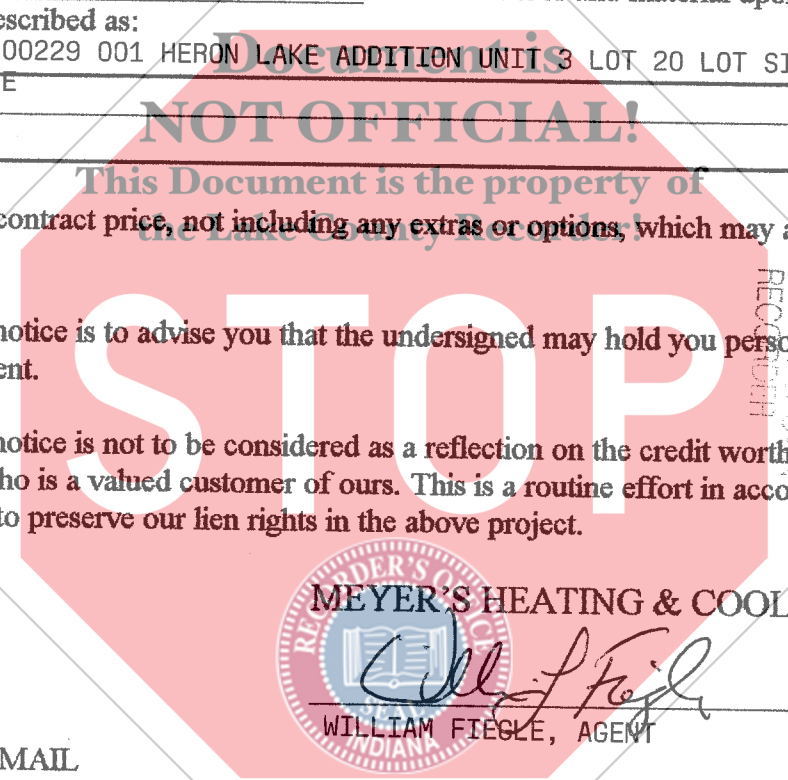 escribed as:
00229 001 HERON LAKE ADDITION UNIT 3 LOT 20 LOT SI
E
Document is
NOT OFFICIAL!
This Document is the property of
the Lake County Recorder!
contract price, not including any extras or options, which may a
STOP
notice is to advise you that the undersigned may hold you perso
ent.
notice is not to be considered as a reflection on the credit worth
ho is a valued customer of ours. This is a routine effort in acco
to preserve our lien rights in the above project.
RECORDER'S OFFICE
SEAL
INDIANA
MEYER'S HEATING & COOL
WILLIAM FIEGLE, AGENT
MAIL